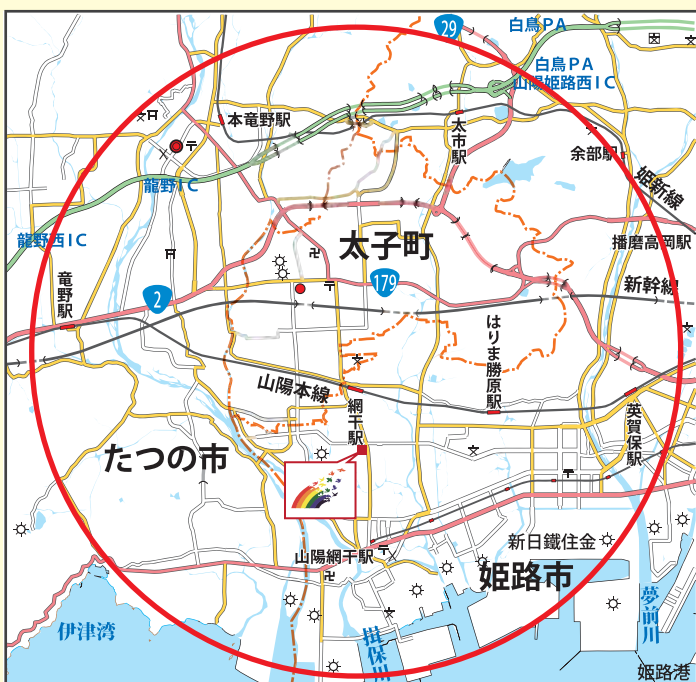 29
白鳥PA
白鳥PA
山陽姫路西IC
本竜野駅
太市駅
余部駅
姫新線
龍野IC
龍野西IC
播磨高岡駅
太子町
179
新幹線
2
竜野駅
はりま勝原駅
山陽本線
網干駅
英賀保駅
たつの市
新日鐵住金
山陽網干駅
姫路市
夢前川
伊津湾
揖保川
姫路港